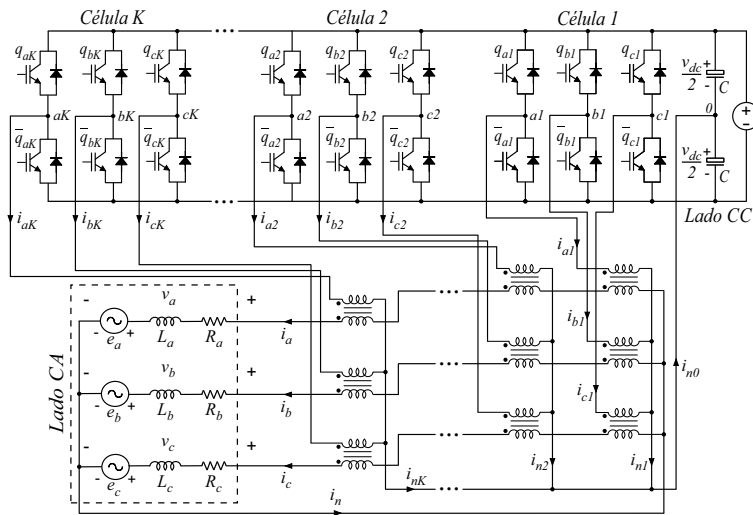 Célula K
Célula 2
Célula 1
q_aK q_bK q_cK q_a2 q_b2 q_c2 q_a1 q_b1 q_c1
v_dc/2 + - C
aK bK cK a2 b2 c2 a1 b1 c1 0
q̅_aK q̅_bK q̅_cK q̅_a2 q̅_b2 q̅_c2 q̅_a1 q̅_b1 q̅_c1
v_dc/2 + - C
+ -
Lado CC
i_aK i_bK i_cK i_a2 i_b2 i_c2
i_a1
Lado CA
- v_a +
- e_a + L_a R_a i_a
i_b1
- v_b +
- e_b + L_b R_b i_b
i_n0
i_c1
- v_c +
- e_c + L_c R_c i_c
i_n2 i_n1
i_nK
i_n